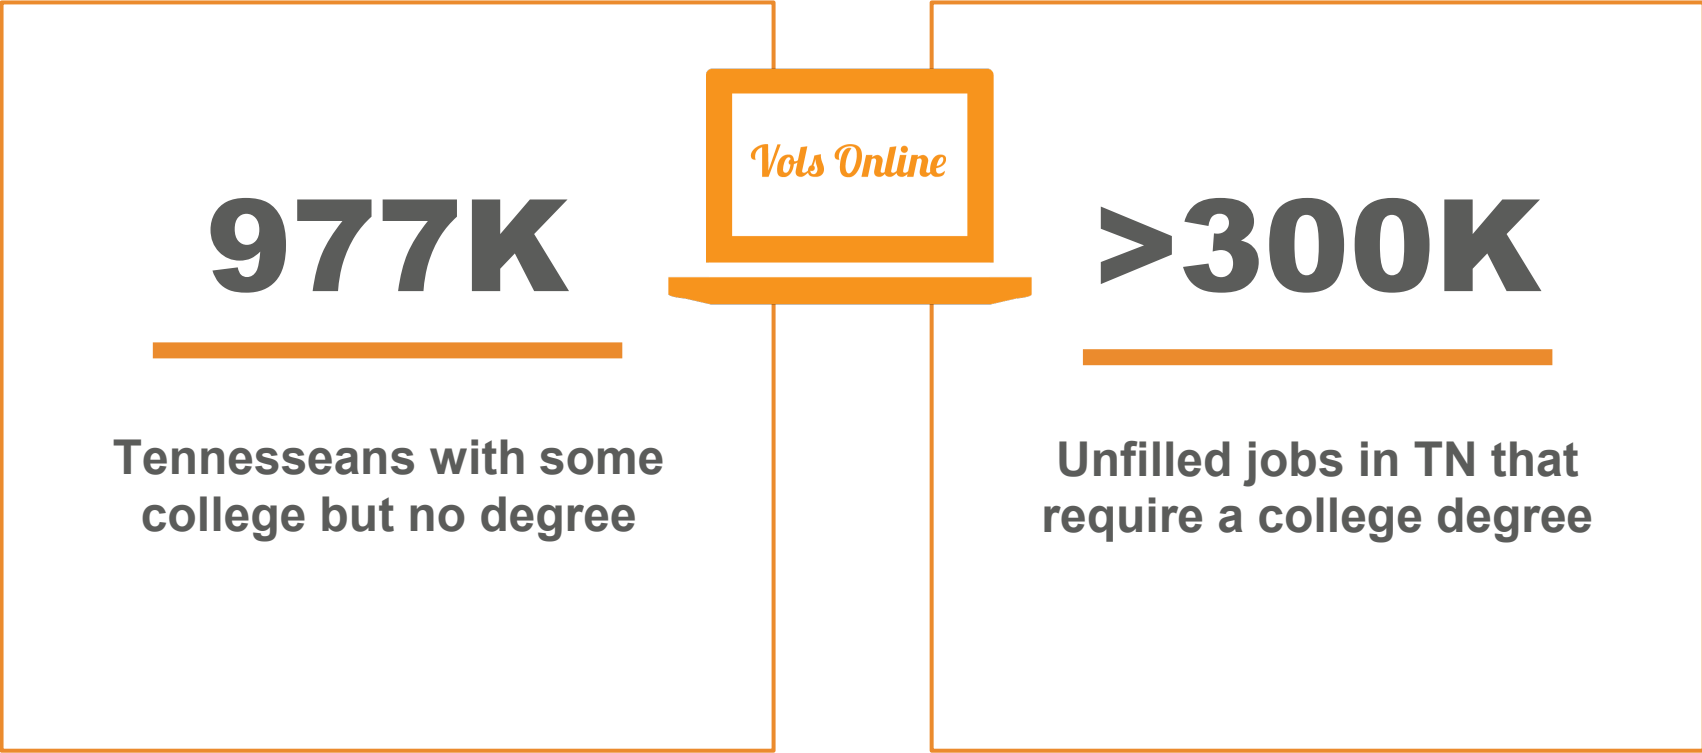 977K
Tennesseans with some
college but no degree
Vols Online
>300K
Unfilled jobs in TN that
require a college degree